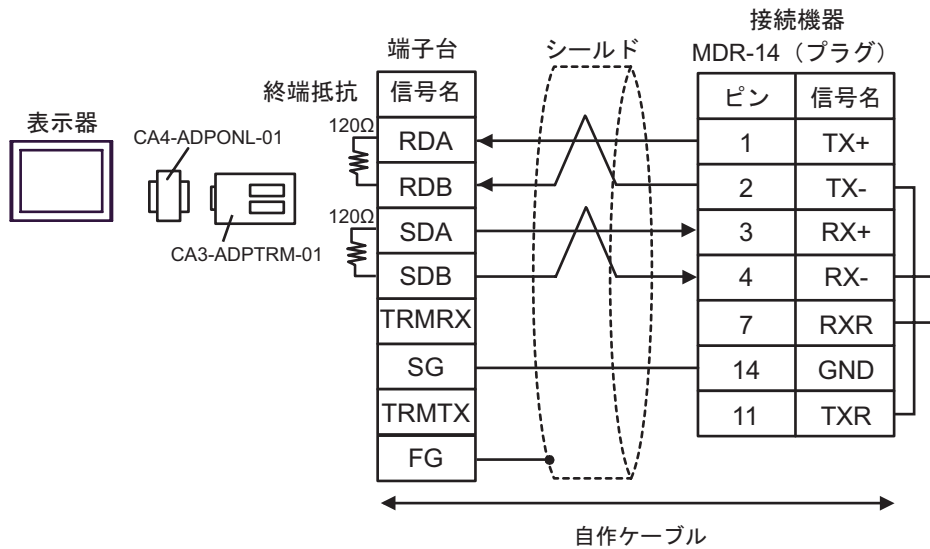 接続機器
端子台 シールド MDR-14（プラグ）
終端抵抗 信号名 ピン 信号名
表示器 CA4-ADPONL-01 120Ω RDA 1 TX+
RDB 2 TX-
CA3-ADPTRM-01 120Ω SDA 3 RX+
SDB 4 RX-
TRMRX 7 RXR
SG 14 GND
TRMTX 11 TXR
FG
自作ケーブル